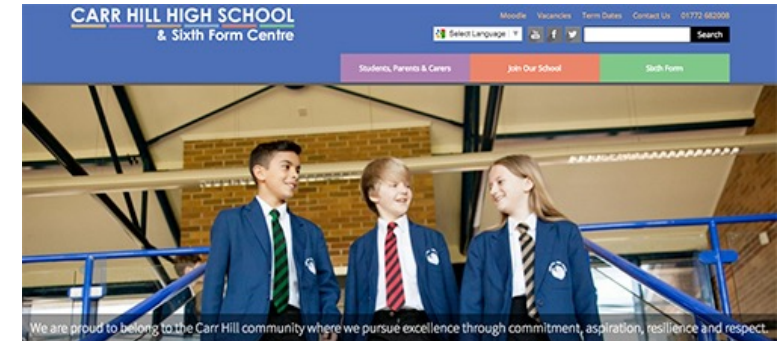 CARR HILL HIGH SCHOOL
& Sixth Form Centre
Moodle Vacancies Term Dates Contact Us 01772 682008
Select Language ▼ Search
Students, Parents & Carers Join Our School Sixth Form
We are proud to belong to the Carr Hill community where we pursue excellence through commitment, aspiration, resilience and respect.